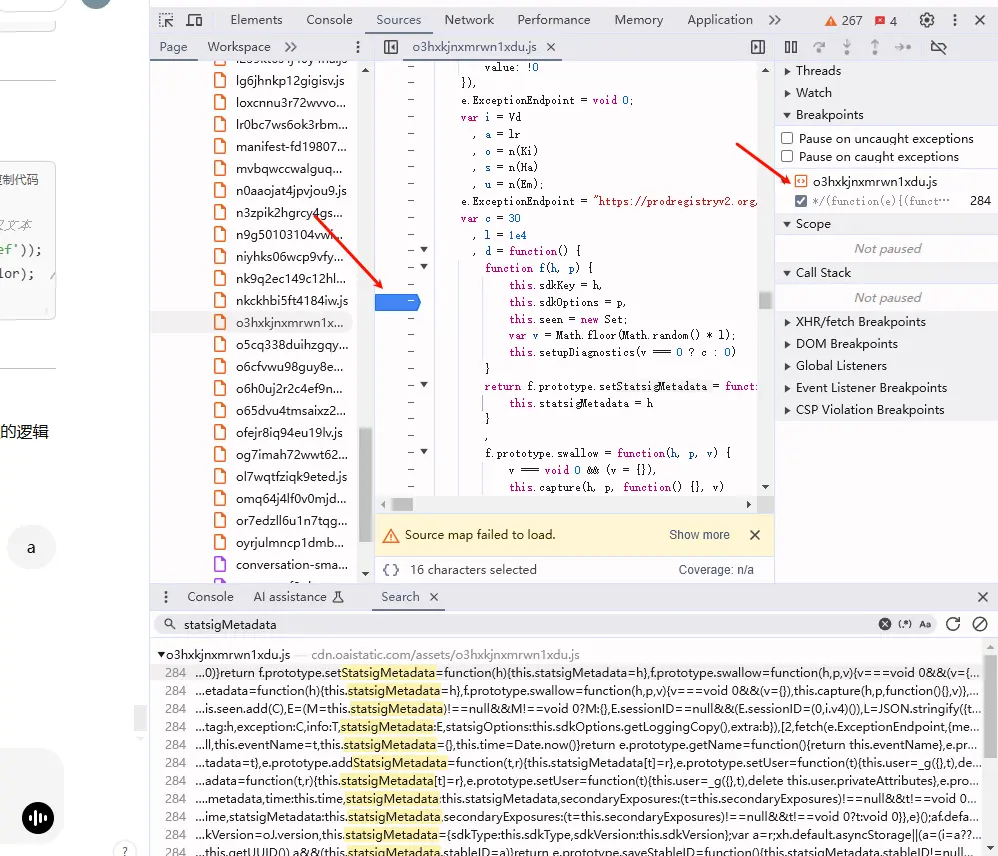 Elements Console Sources Network Performance Memory Application 267 4
Page Workspace o3hxkjnxmrwn1xdu.js
lg6jhnkp12gigisv.js
loxcnnu3r72wvvo...
lr0bc7ws6ok3rbm...
manifest-fd19807...
mvbqwccwalguq...
n0aaojat4jpvjou9.js
n3zpik2hgrcy4gs...
n9g50103104vwi...
niyhks06wcp9vfy...
nk9q2ec149c12hl...
nkckhbi5ft4184iw.js
o3hxkjnxmrwn1x...
o5cq338duihzgqy...
o6cfvwu98guy8e...
o6h0uj2r2c4ef9n...
o65dvu4tmsaixz2...
ofejr8iq94eu19lv.js
og7imah72wwt62...
ol7wqtfziqk9eted.js
omq64j4lf0v0mjd...
or7edzll6u1n7tqg...
oyrjulmncp1dmb...
conversation-sma...
value: !0
}),
e.ExceptionEndpoint = void 0;
var i = Vd
, a = lr
, o = n(Ki)
, s = n(Ha)
, u = n(Em);
e.ExceptionEndpoint = "https://prodregistryv2.org/
var c = 30
, l = 1e4
, d = function() {
function f(h, p) {
this.sdkKey = h,
this.sdkOptions = p,
this.seen = new Set;
var v = Math.floor(Math.random() * l);
this.setupDiagnostics(v === 0 ? c : 0)
}
return f.prototype.setStatsigMetadata = funct
this.statsigMetadata = h
}
,
f.prototype.swallow = function(h, p, v) {
v === void 0 && (v = {}),
this.capture(h, p, function() {}, v)
Source map failed to load. Show more
{} 16 characters selected Coverage: n/a
Threads
Watch
Breakpoints
Pause on uncaught exceptions
Pause on caught exceptions
o3hxkjnxmrwn1xdu.js
*/(function(e){(funct… 284
Scope
Not paused
Call Stack
Not paused
XHR/fetch Breakpoints
DOM Breakpoints
Global Listeners
Event Listener Breakpoints
CSP Violation Breakpoints
制代码
文本
ef'));
lor); /
的逻辑
a
?
Console AI assistance Search
statsigMetadata (.*) Aa
o3hxkjnxmrwn1xdu.js — cdn.oaistatic.com/assets/o3hxkjnxmrwn1xdu.js
284 ...0)}return f.prototype.setStatsigMetadata=function(h){this.statsigMetadata=h},f.prototype.swallow=function(h,p,v){v===void 0&&(v={...
284 ...etadata=function(h){this.statsigMetadata=h},f.prototype.swallow=function(h,p,v){v===void 0&&(v={}),this.capture(h,p,function(){},v)},...
284 ...is.seen.add(C),E=(M=this.statsigMetadata)!==null&&M!==void 0?M:{},E.sessionID==null&&(E.sessionID=(0,i.v4)()),L=JSON.stringify({t...
284 ...tag:h,exception:C,info:T,statsigMetadata:E,statsigOptions:this.sdkOptions.getLoggingCopy(),extra:b}),[2,fetch(e.ExceptionEndpoint,{me...
284 ...ll,this.eventName=t,this.statsigMetadata={},this.time=Date.now()}return e.prototype.getName=function(){return this.eventName},e.pr...
284 ...tadata=t},e.prototype.addStatsigMetadata=function(t,r){this.statsigMetadata[t]=r},e.prototype.setUser=function(t){this.user=_g({},t),de...
284 ...adata=function(t,r){this.statsigMetadata[t]=r},e.prototype.setUser=function(t){this.user=_g({},t),delete this.user.privateAttributes},e.pro...
284 ....metadata,time:this.time,statsigMetadata:this.statsigMetadata,secondaryExposures:(t=this.secondaryExposures)!==null&&t!==void 0...
284 ...ime,statsigMetadata:this.statsigMetadata,secondaryExposures:(t=this.secondaryExposures)!==null&&t!==void 0?t:void 0}},e}();af.defa...
284 ...kVersion=oJ.version,this.statsigMetadata={sdkType:this.sdkType,sdkVersion:this.sdkVersion};var a=r;xh.default.asyncStorage||(a=(i=a??...